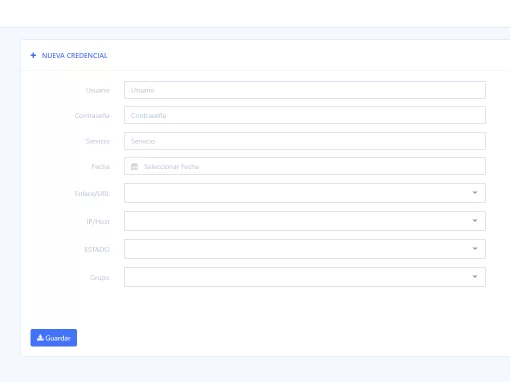 NUEVA CREDENCIAL
Usuario Usuario
Contraseña Contraseña
Servicio Servicio
Fecha Seleccionar Fecha
Enlace/URL
IP/Host
ESTADO
Grupo
Guardar